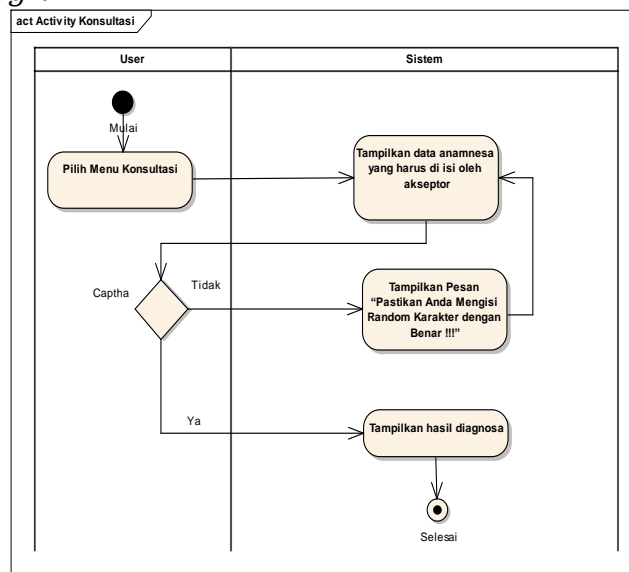 act Activity Konsultasi
User
Sistem
Mulai
Pilih Menu Konsultasi
Tampilkan data anamnesa
yang harus di isi oleh
akseptor
Captha
Tidak
Tampilkan Pesan
“Pastikan Anda Mengisi
Random Karakter dengan
Benar !!!”
Ya
Tampilkan hasil diagnosa
Selesai